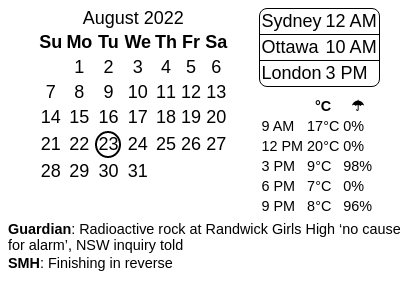 August 2022
Su Mo Tu We Th Fr Sa
1 2 3 4 5 6
7 8 9 10 11 12 13
14 15 16 17 18 19 20
21 22 23 24 25 26 27
28 29 30 31
Sydney 12 AM
Ottawa 10 AM
London 3 PM
°C ☂
9 AM 17°C 0%
12 PM 20°C 0%
3 PM 9°C 98%
6 PM 7°C 0%
9 PM 8°C 96%
Guardian: Radioactive rock at Randwick Girls High ‘no cause
for alarm’, NSW inquiry told
SMH: Finishing in reverse